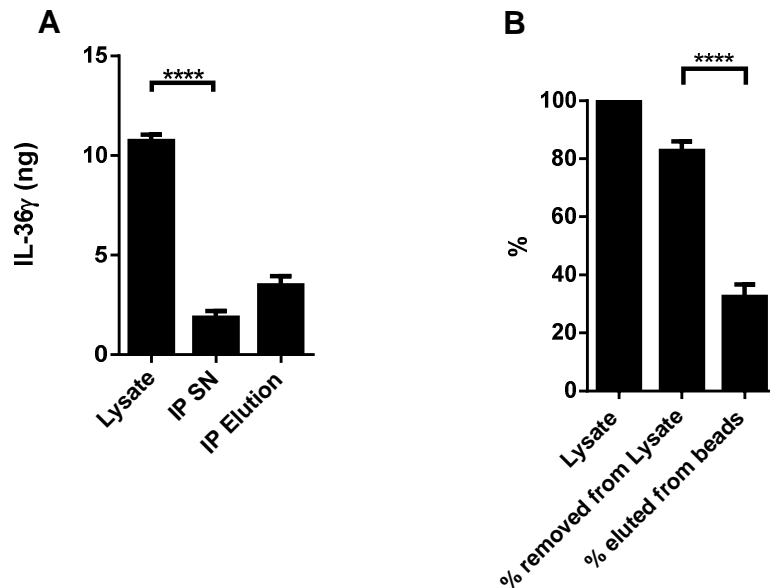 A
IL-36γ (ng)
15
10
5
0
****
Lysate
IP SN
IP Elution
B
%
100
80
60
40
20
0
****
Lysate
% removed from Lysate
% eluted from beads